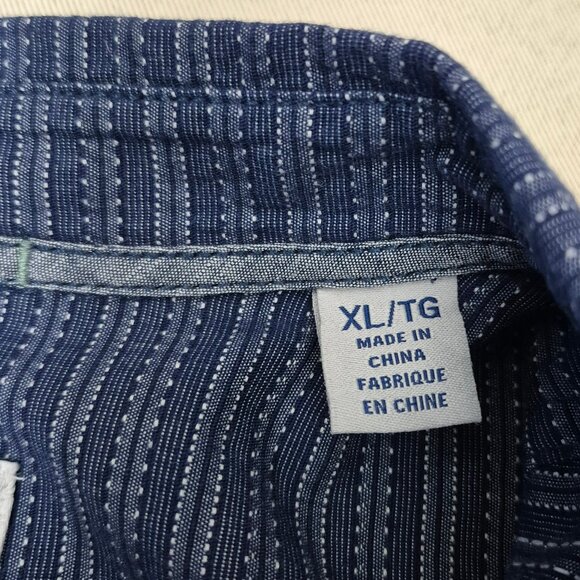 XL/TG
MADE IN
CHINA
FABRIQUE
EN CHINE